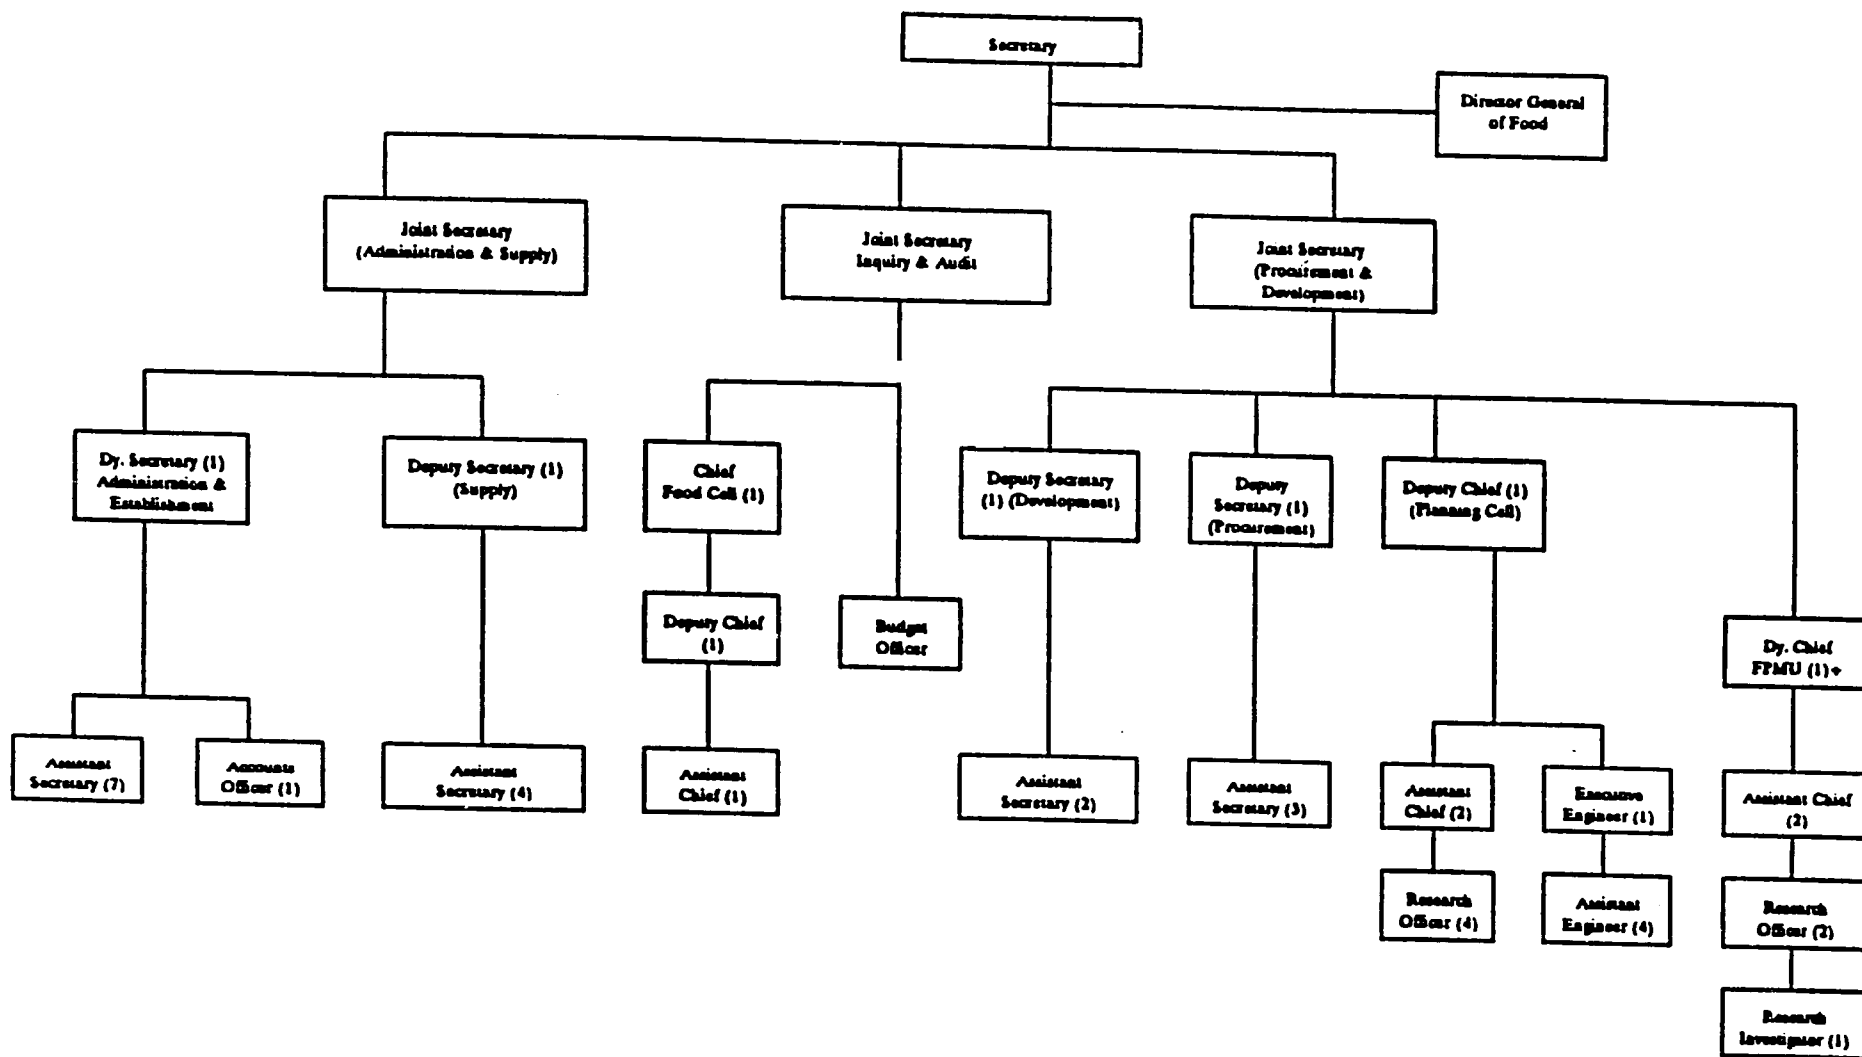 Secretary
Director General
of Food
Joint Secretary
(Administration & Supply)
Joint Secretary
Inquiry & Audit
Joint Secretary
(Procurement &
Development)
Dy. Secretary (1)
Administration &
Establishment
Deputy Secretary (1)
(Supply)
Chief
Food Cell (1)
Deputy Secretary
(1) (Development)
Deputy
Secretary (1)
(Procurement)
Deputy Chief (1)
(Planning Cell)
Deputy Chief
(1)
Budget
Officer
Dy. Chief
FPMU (1)+
Assistant
Secretary (7)
Accounts
Officer (1)
Assistant
Secretary (4)
Assistant
Chief (1)
Assistant
Secretary (2)
Assistant
Secretary (3)
Assistant
Chief (2)
Executive
Engineer (1)
Assistant Chief
(2)
Research
Officer (4)
Assistant
Engineer (4)
Research
Officer (2)
Research
Investigator (1)